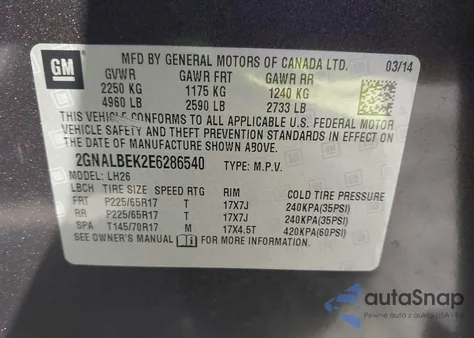 GM
MFD BY GENERAL MOTORS OF CANADA LTD. 03/14
GVWR GAWR FRT GAWR RR
2250 KG 1175 KG 1240 KG
4960 LB 2590 LB 2733 LB
THIS VEHICLE CONFORMS TO ALL APPLICABLE U.S. FEDERAL MOTOR
VEHICLE SAFETY AND THEFT PREVENTION STANDARDS IN EFFECT ON
THE DATE OF MANUFACTURE SHOWN ABOVE.
2GNALBEK2E6286540 TYPE: M.P.V.
MODEL: LH26
LBCH TIRE SIZE SPEED RTG RIM COLD TIRE PRESSURE
FRT P225/65R17 T 17X7J 240KPA(35PSI)
RR P225/65R17 T 17X7J 240KPA(35PSI)
SPA T145/70R17 M 17X4.5T 420KPA(60PSI)
SEE OWNER'S MANUAL FOR MORE INFORMATION.
autoSnap
Pewne auta z USA i